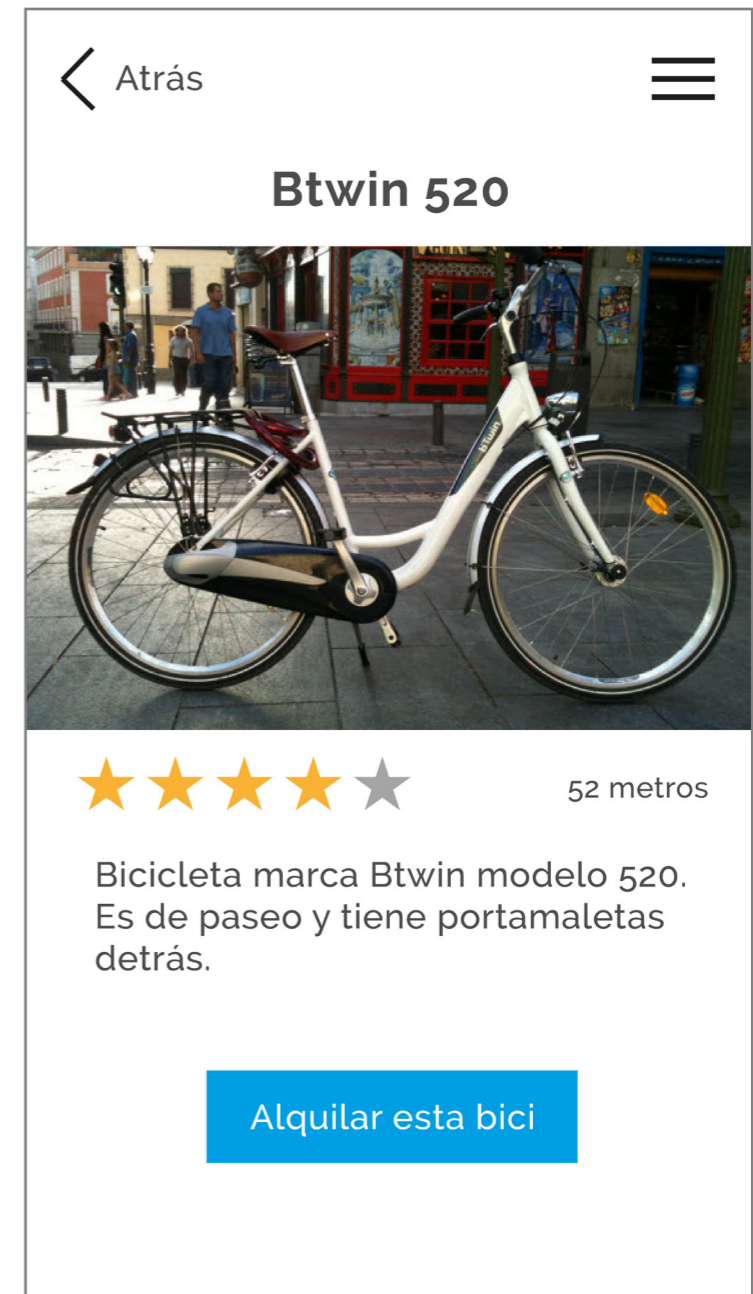 Atrás
Btwin 520
bTwin
52 metros
Bicicleta marca Btwin modelo 520.
Es de paseo y tiene portamaletas
detrás.
Alquilar esta bici